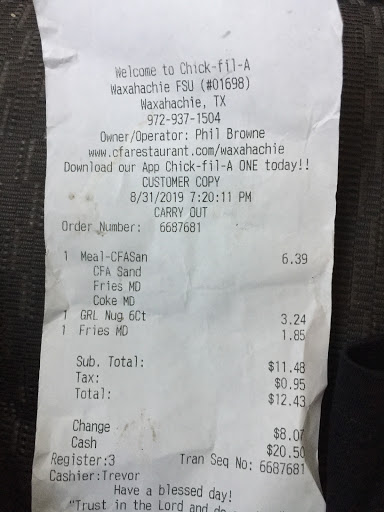 Welcome to Chick-fil-A
Waxahachie FSU (#01698)
Waxahachie, TX
972-937-1504
Owner/Operator: Phil Browne
www.cfarestaurant.com/waxahachie
Download our App Chick-fil-A ONE today!!
CUSTOMER COPY
8/31/2019 7:20:11 PM
CARRY OUT
Order Number: 6687681
1 Meal-CFASan 6.39
CFA Sand
Fries MD
Coke MD
1 GRL Nug 6Ct 3.24
1 Fries MD 1.85
Sub. Total: $11.48
Tax: $0.95
Total: $12.43
Change $8.07
Cash $20.50
Register:3 Tran Seq No: 6687681
Cashier:Trevor
Have a blessed day!
"Trust in the Lord and do